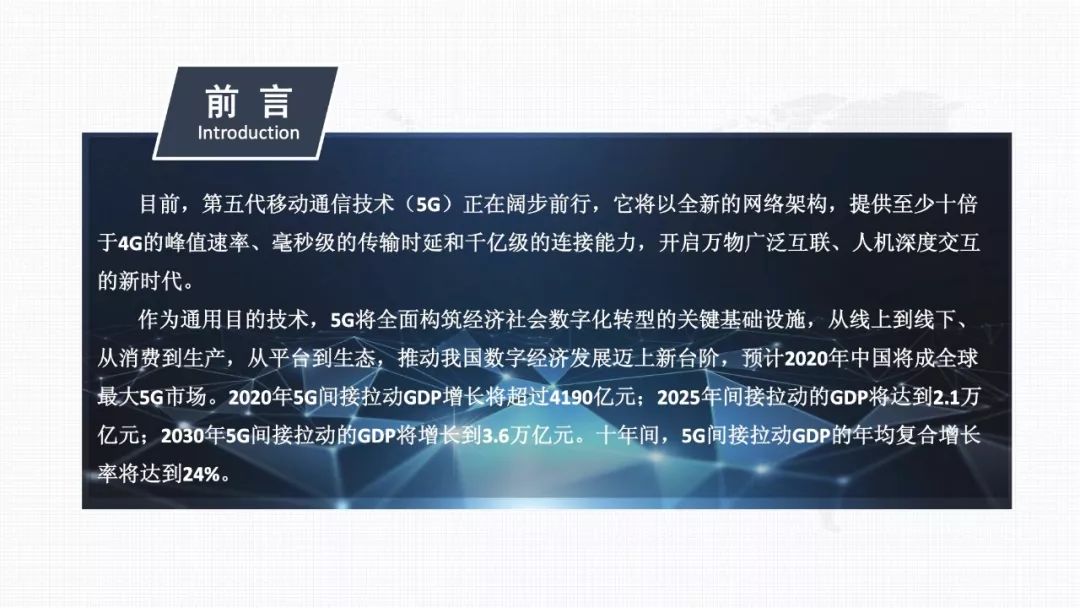 前 言
Introduction
目前，第五代移动通信技术（5G）正在阔步前行，它将以全新的网络架构，提供至少十倍
于4G的峰值速率、毫秒级的传输时延和千亿级的连接能力，开启万物广泛互联、人机深度交互
的新时代。
作为通用目的技术，5G将全面构筑经济社会数字化转型的关键基础设施，从线上到线下、
从消费到生产，从平台到生态，推动我国数字经济发展迈上新台阶，预计2020年中国将成全球
最大5G市场。2020年5G间接拉动GDP增长将超过4190亿元；2025年间接拉动的GDP将达到2.1万
亿元；2030年5G间接拉动的GDP将增长到3.6万亿元。十年间，5G间接拉动GDP的年均复合增长
率将达到24%。